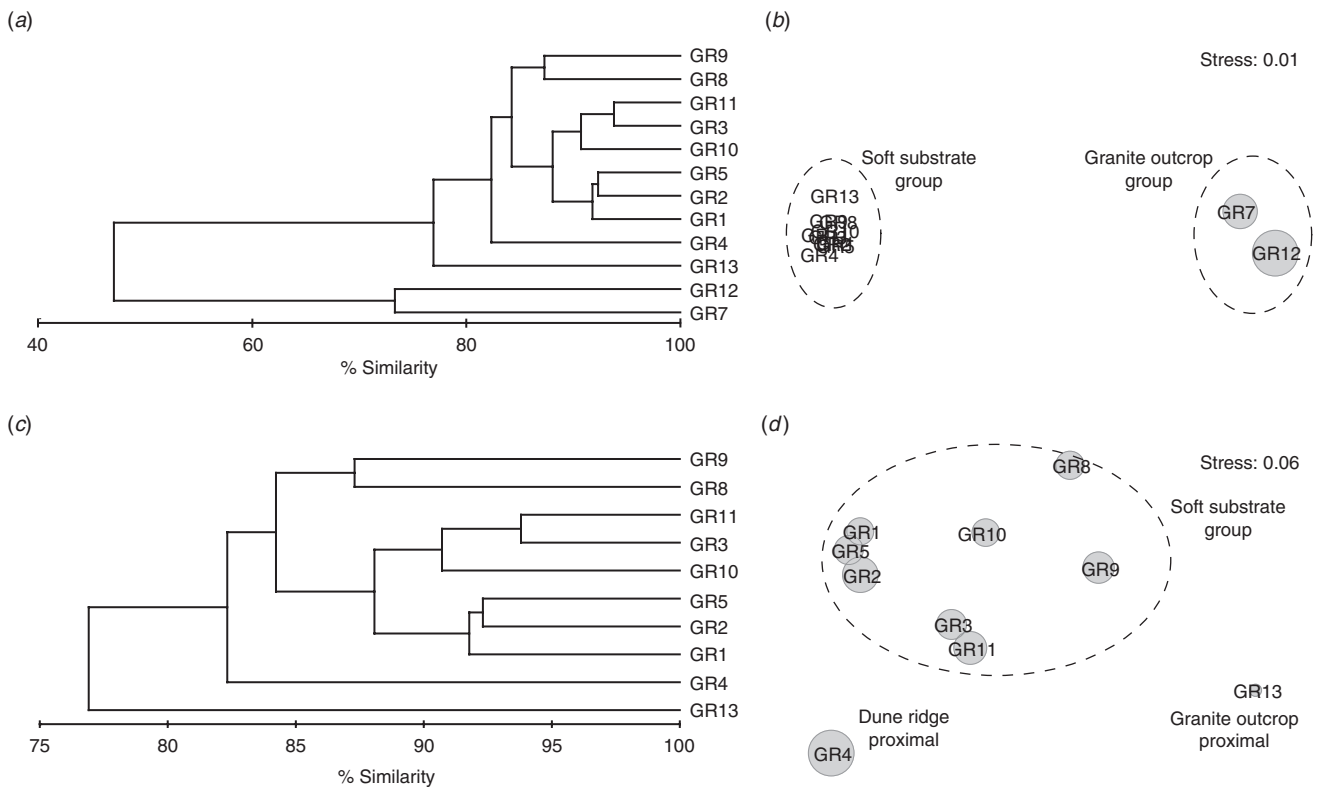 (a)
GR9
GR8
GR11
GR3
GR10
GR5
GR2
GR1
GR4
GR13
GR12
GR7
40 60 80 100
% Similarity
(b)
Stress: 0.01
Soft substrate
group
Granite outcrop
group
GR13
GR4
GR7
GR12
(c)
GR9
GR8
GR11
GR3
GR10
GR5
GR2
GR1
GR4
GR13
75 80 85 90 95 100
% Similarity
(d)
Stress: 0.06
GR8
Soft substrate
group
GR1
GR10
GR5
GR2
GR9
GR3
GR11
GR13
Granite outcrop
proximal
Dune ridge
proximal
GR4